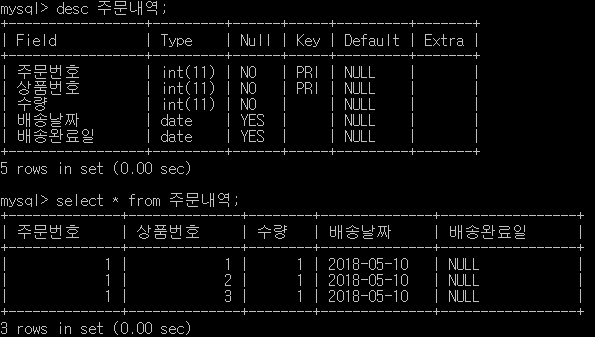 mysql> desc 주문내역;
+------------+---------+------+-----+---------+-------+
| Field | Type | Null | Key | Default | Extra |
+------------+---------+------+-----+---------+-------+
| 주문번호 | int(11) | NO | PRI | NULL | |
| 상품번호 | int(11) | NO | PRI | NULL | |
| 수량 | int(11) | NO | | NULL | |
| 배송날짜 | date | YES | | NULL | |
| 배송완료일 | date | YES | | NULL | |
+------------+---------+------+-----+---------+-------+
5 rows in set (0.00 sec)
mysql> select * from 주문내역;
+----------+----------+------+------------+------------+
| 주문번호 | 상품번호 | 수량 | 배송날짜 | 배송완료일 |
+----------+----------+------+------------+------------+
| 1 | 1 | 1 | 2018-05-10 | NULL |
| 1 | 2 | 1 | 2018-05-10 | NULL |
| 1 | 3 | 1 | 2018-05-10 | NULL |
+----------+----------+------+------------+------------+
3 rows in set (0.00 sec)